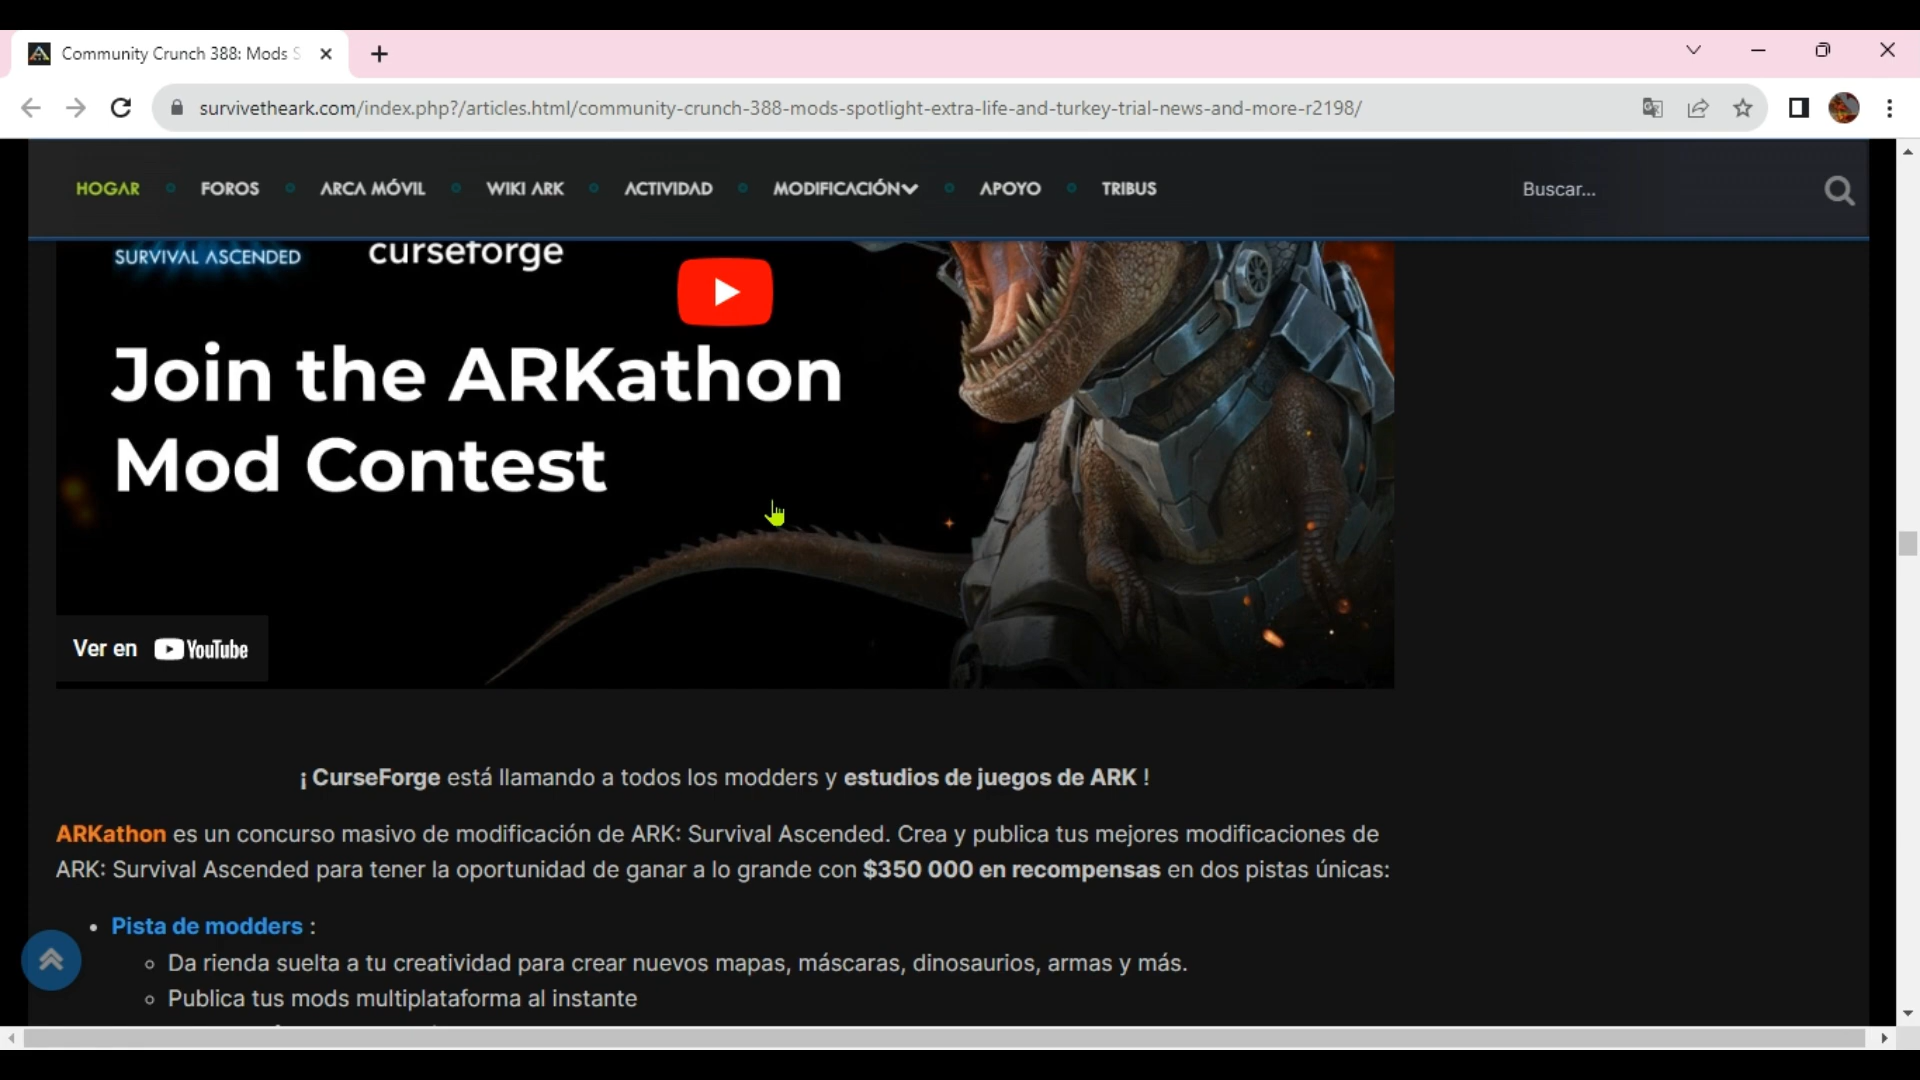 Community Crunch 388: Mods S
survivetheark.com/index.php?/articles.html/community-crunch-388-mods-spotlight-extra-life-and-turkey-trial-news-and-more-r2198/
HOGAR FOROS ARCA MÓVIL WIKI ARK ACTIVIDAD MODIFICACIÓN APOYO TRIBUS Buscar...
SURVIVAL ASCENDED curseforge
Join the ARKathon
Mod Contest
Ver en YouTube
¡ CurseForge está llamando a todos los modders y estudios de juegos de ARK !
ARKathon es un concurso masivo de modificación de ARK: Survival Ascended. Crea y publica tus mejores modificaciones de
ARK: Survival Ascended para tener la oportunidad de ganar a lo grande con $350 000 en recompensas en dos pistas únicas:
• Pista de modders :
◦ Da rienda suelta a tu creatividad para crear nuevos mapas, máscaras, dinosaurios, armas y más.
◦ Publica tus mods multiplataforma al instante